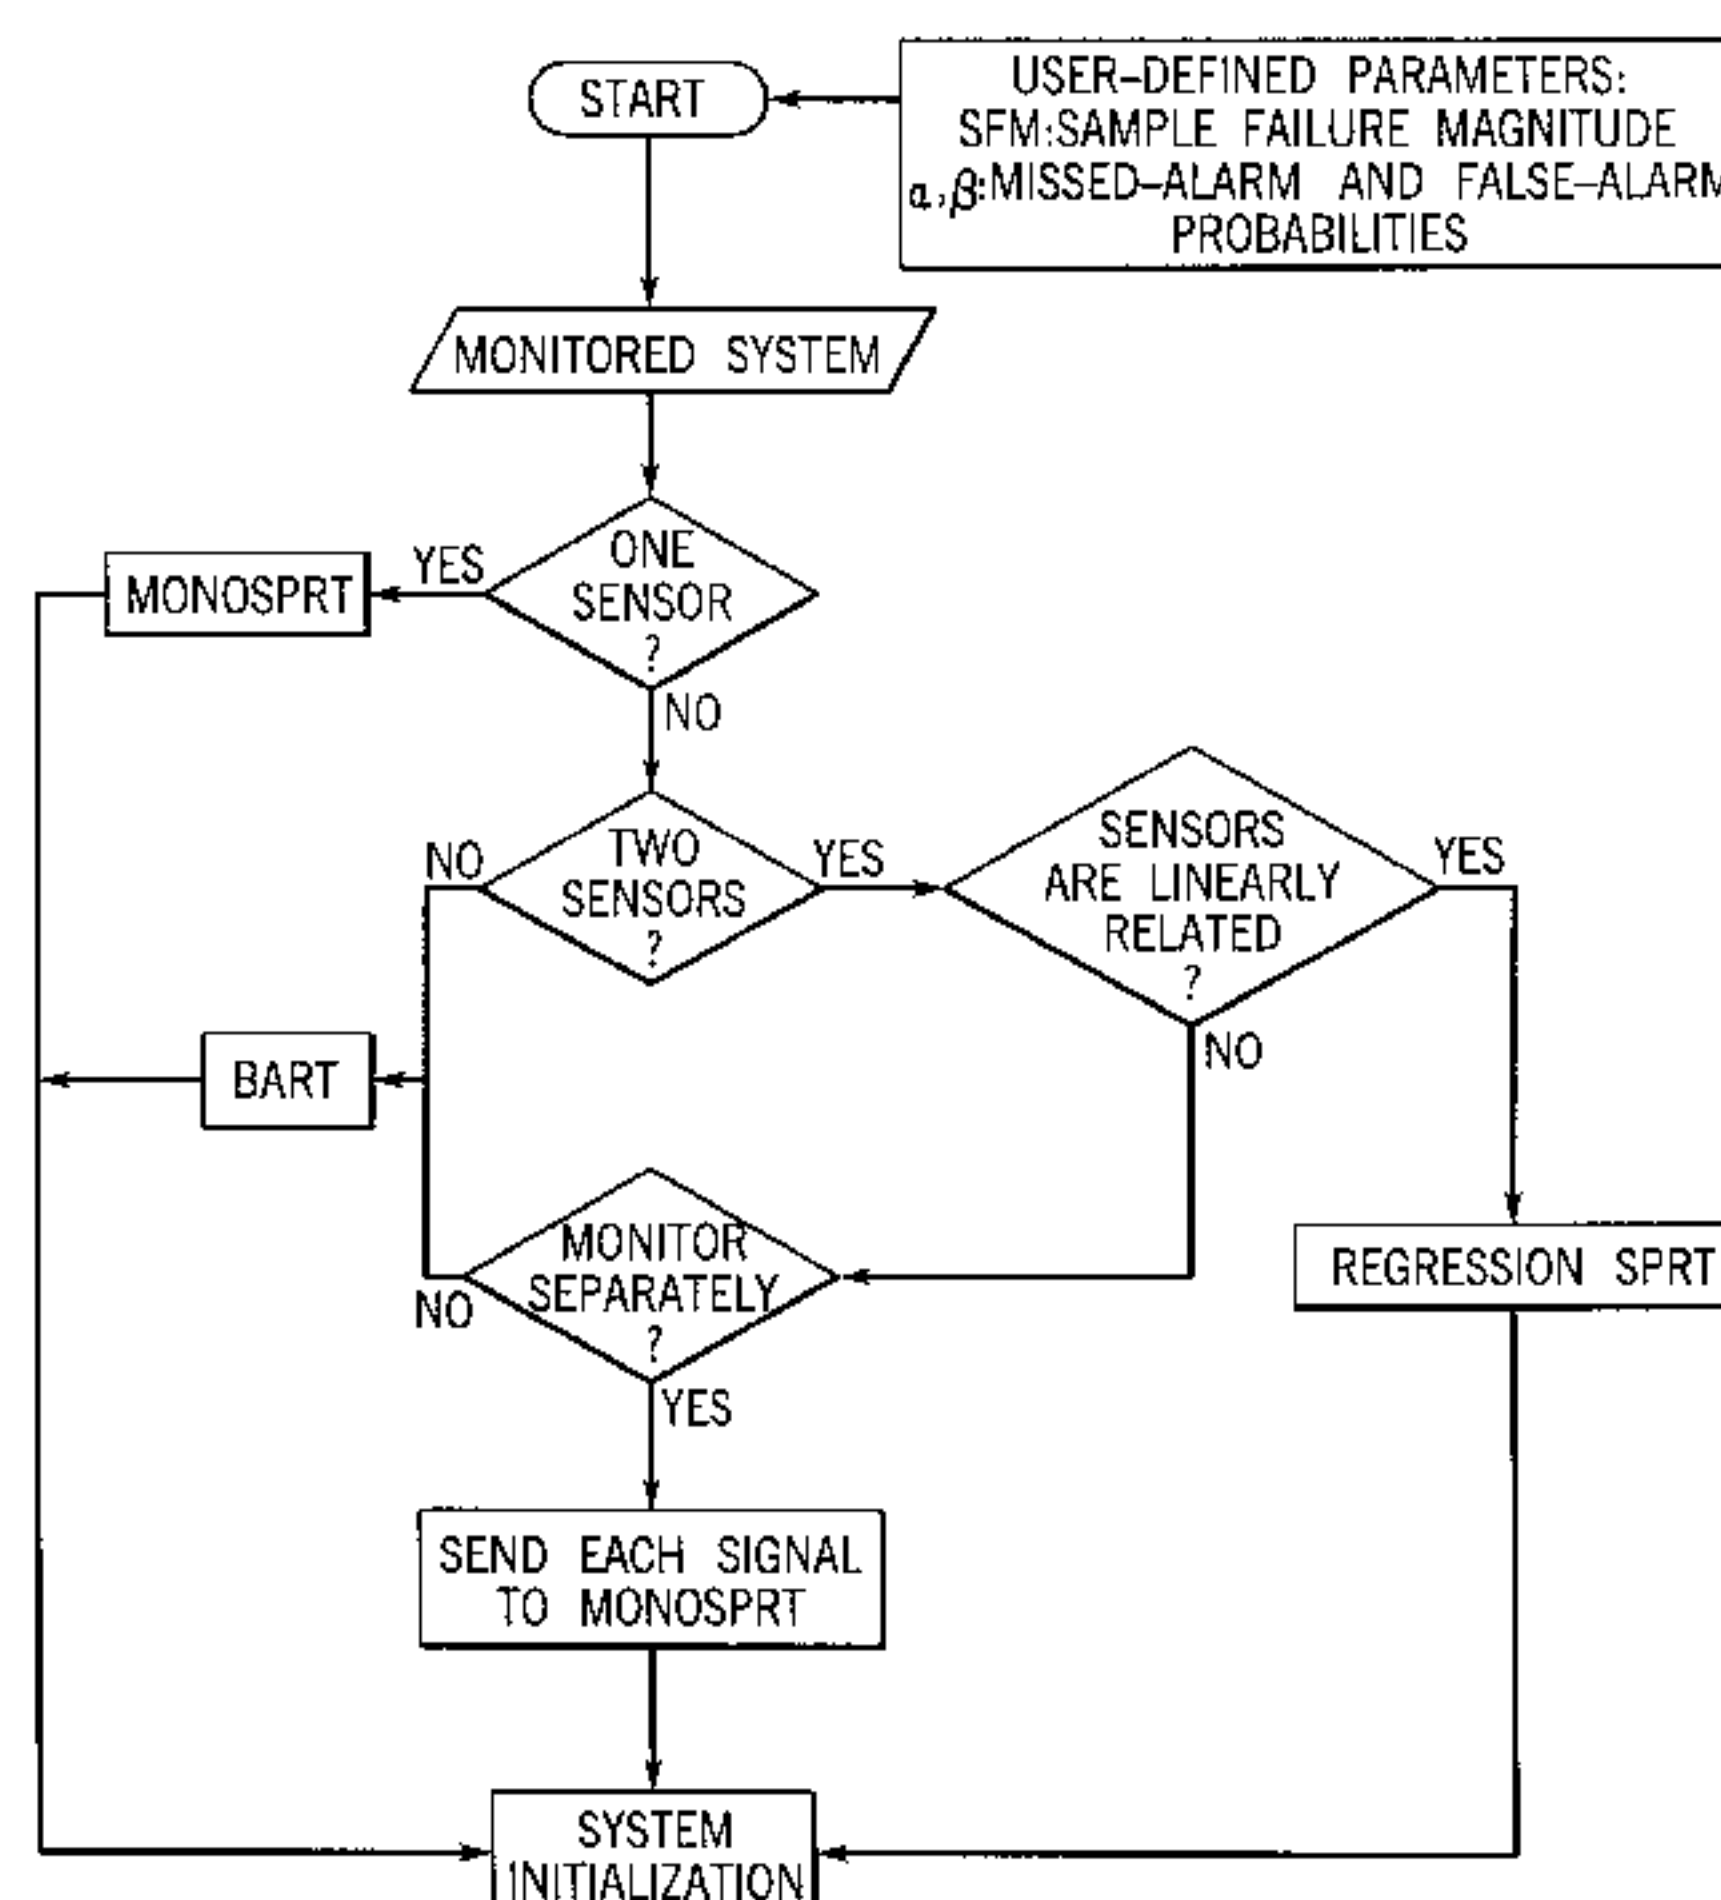 START
USER-DEFINED PARAMETERS:
SFM:SAMPLE FAILURE MAGNITUDE
α,β:MISSED-ALARM AND FALSE-ALARM
PROBABILITIES
MONITORED SYSTEM
ONE
SENSOR
?
YES
MONOSPRT
NO
TWO
SENSORS
?
NO
YES
SENSORS
ARE LINEARLY
RELATED
?
YES
NO
BART
MONITOR
SEPARATELY
?
NO
YES
REGRESSION SPRT
SEND EACH SIGNAL
TO MONOSPRT
SYSTEM
INITIALIZATION